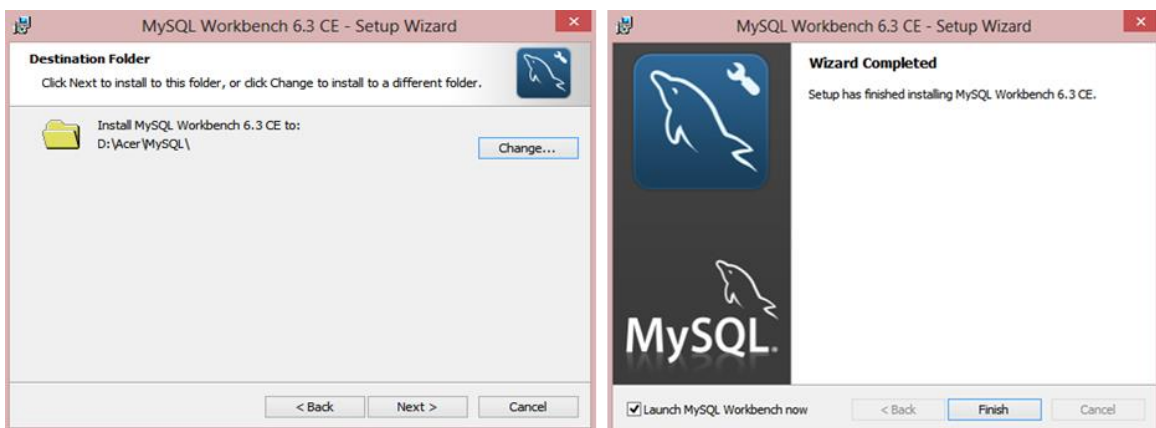 MySQL Workbench 6.3 CE - Setup Wizard
Destination Folder
Click Next to install to this folder, or click Change to install to a different folder.
Install MySQL Workbench 6.3 CE to:
D:\Acer\MySQL\
Change...
< Back
Next >
Cancel
MySQL Workbench 6.3 CE - Setup Wizard
Wizard Completed
Setup has finished installing MySQL Workbench 6.3 CE.
MySQL.
Launch MySQL Workbench now
< Back
Finish
Cancel